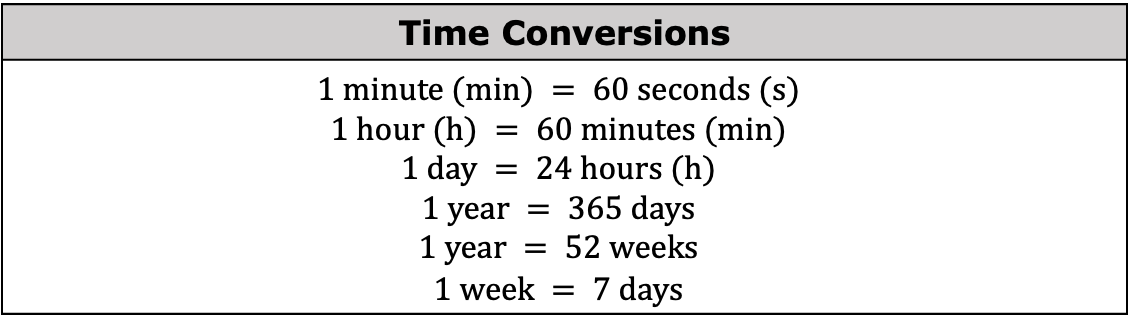 Time Conversions
1 minute (min) = 60 seconds (s)
1 hour (h) = 60 minutes (min)
1 day = 24 hours (h)
1 year = 365 days
1 year = 52 weeks
1 week = 7 days